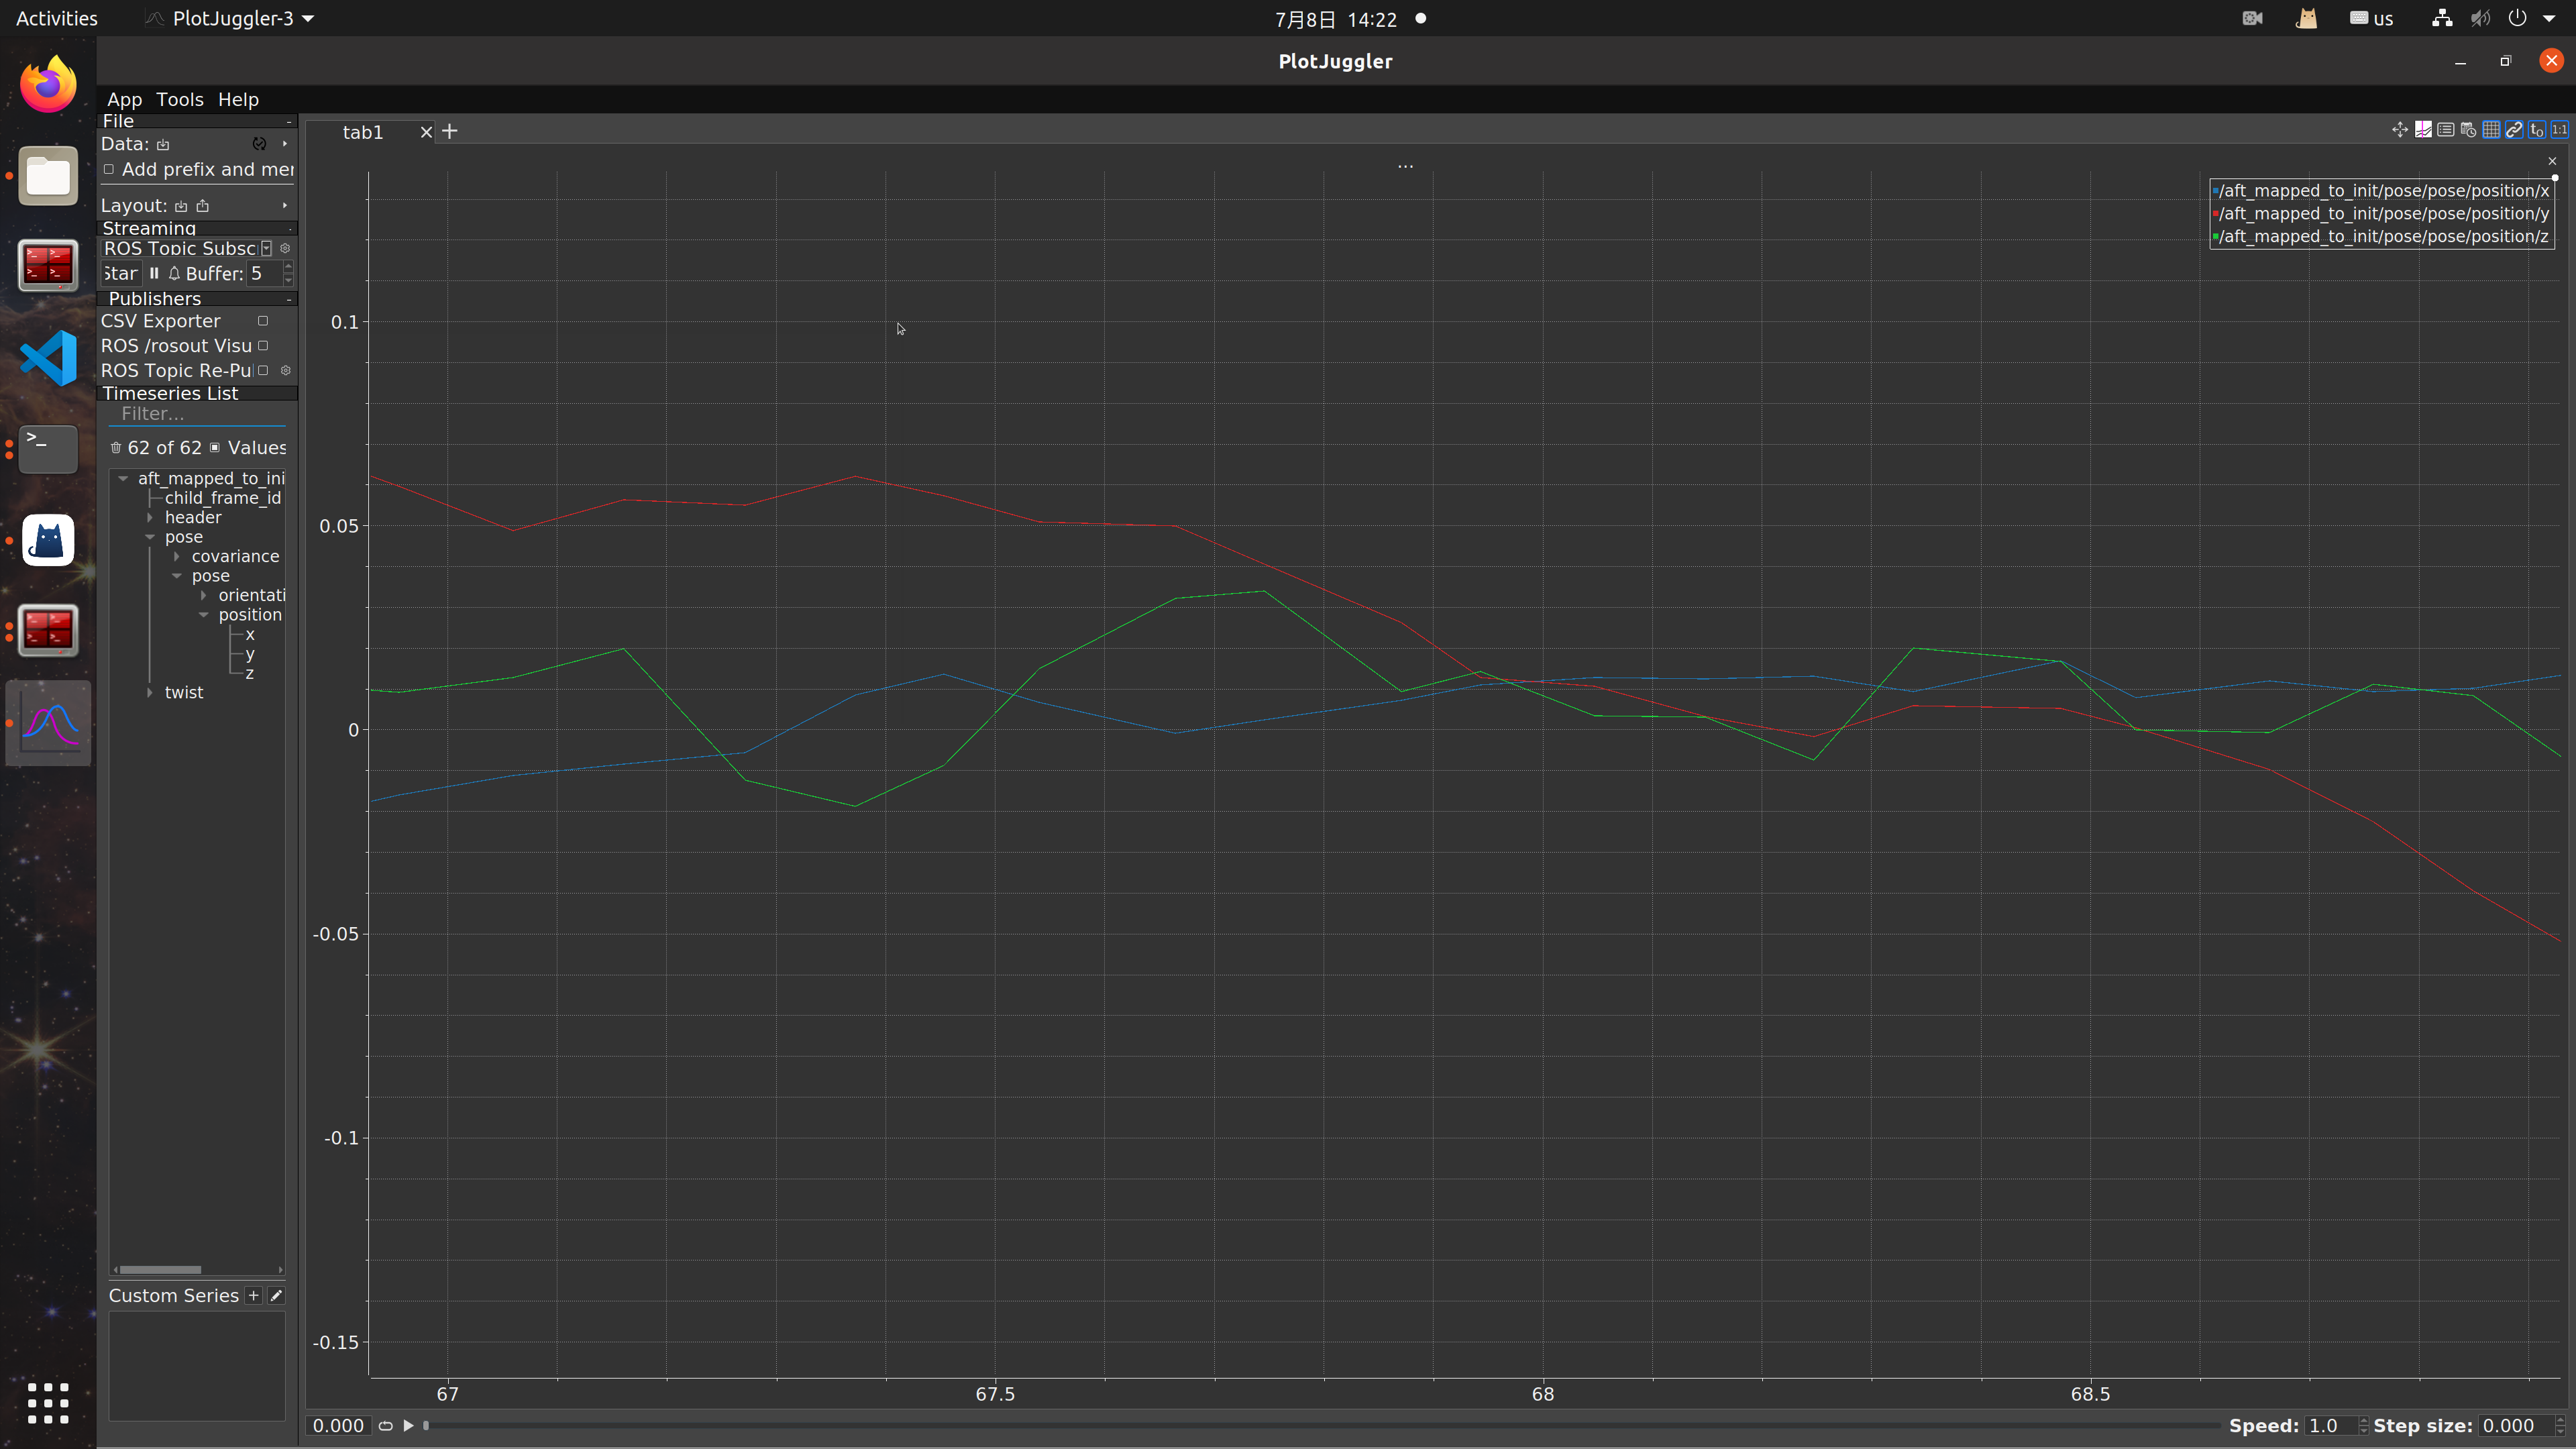 Activities
PlotJuggler-3
7月8日 14:22
us
PlotJuggler
App Tools Help
File
-
Data:
Add prefix and mer
Layout:
Streaming
-
ROS Topic Subsc
Star
Buffer: 5
Publishers
-
CSV Exporter
ROS /rosout Visu
ROS Topic Re-Pu
Timeseries List
Filter...
62 of 62 Values
aft_mapped_to_ini
child_frame_id
header
pose
covariance
pose
orientati
position
x
y
z
twist
Custom Series
tab1
...
/aft_mapped_to_init/pose/pose/position/x
/aft_mapped_to_init/pose/pose/position/y
/aft_mapped_to_init/pose/pose/position/z
0.1
0.05
0
-0.05
-0.1
-0.15
67 67.5 68 68.5
0.000
Speed: 1.0 Step size: 0.000